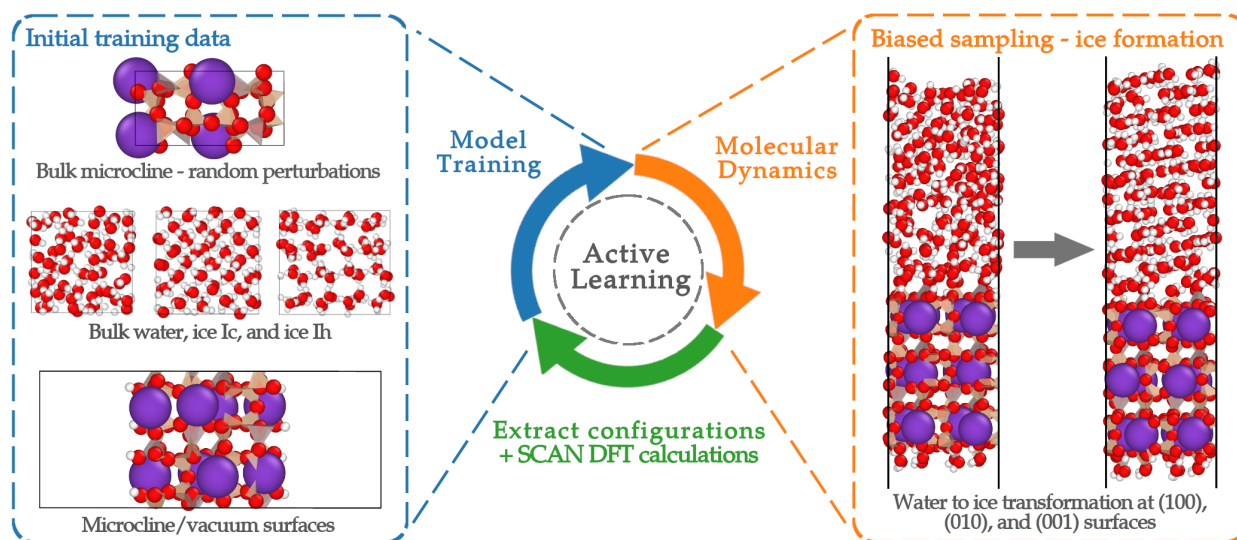 Initial training data
Bulk microcline - random perturbations
Bulk water, ice Ic, and ice Ih
Microcline/vacuum surfaces
Model
Training
Active
Learning
Molecular
Dynamics
Extract configurations
+ SCAN DFT calculations
Biased sampling - ice formation
Water to ice transformation at (100),
(010), and (001) surfaces